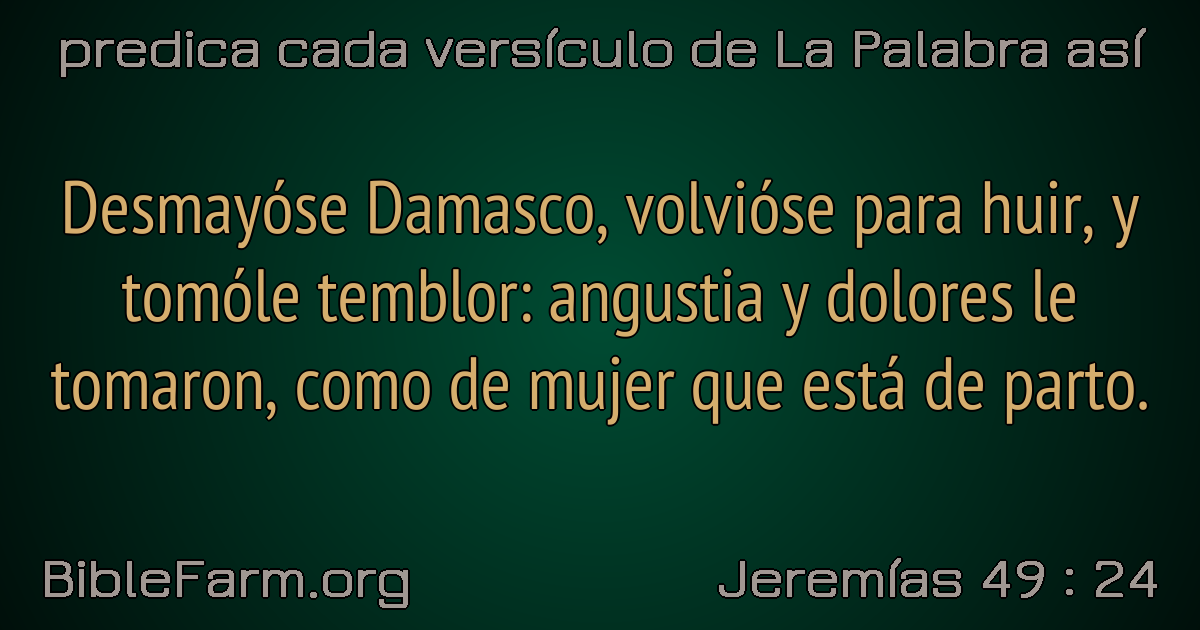 predica cada versículo de La Palabra así
Desmayóse Damasco, volvióse para huir, y
tomóle temblor: angustia y dolores le
tomaron, como de mujer que está de parto.
BibleFarm.org
Jeremías 49 : 24